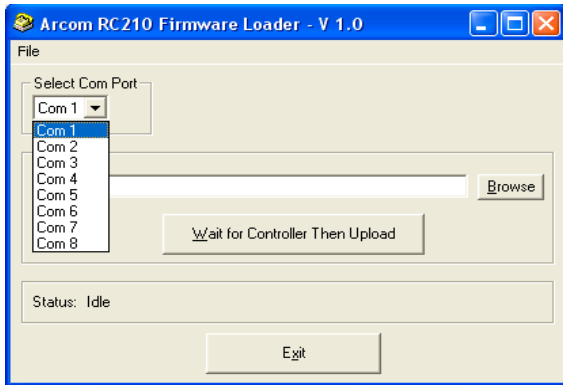 Arcom RC210 Firmware Loader - V 1.0
File
Select Com Port
Com 1
Com 1
Com 2
Com 3
Com 4
Com 5
Com 6
Com 7
Com 8
Browse
Wait for Controller Then Upload
Status: Idle
Exit